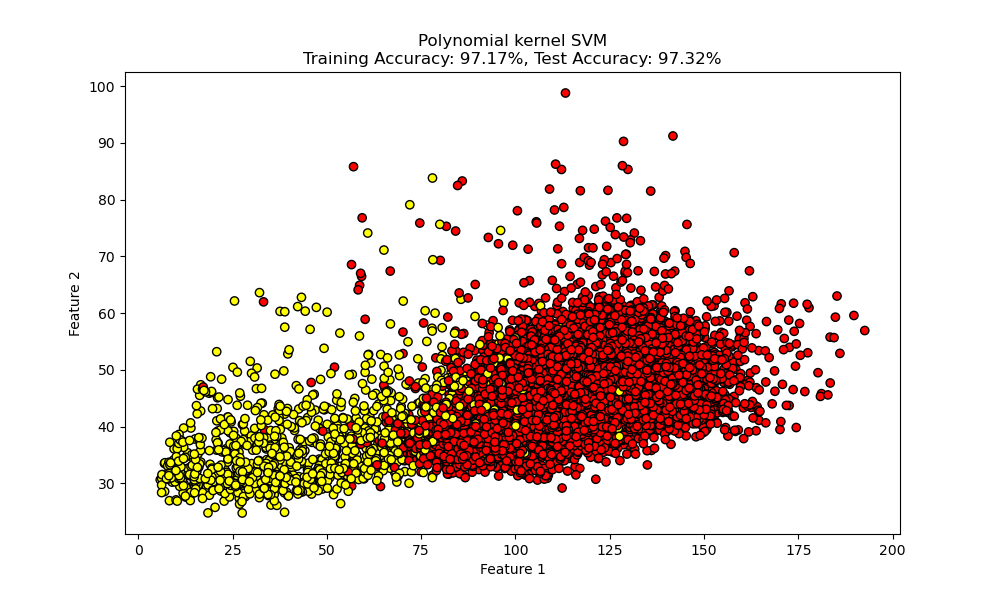 Polynomial kernel SVM
Training Accuracy: 97.17%, Test Accuracy: 97.32%
100
90
80
70
60
50
40
30
Feature 2
0 25 50 75 100 125 150 175 200
Feature 1